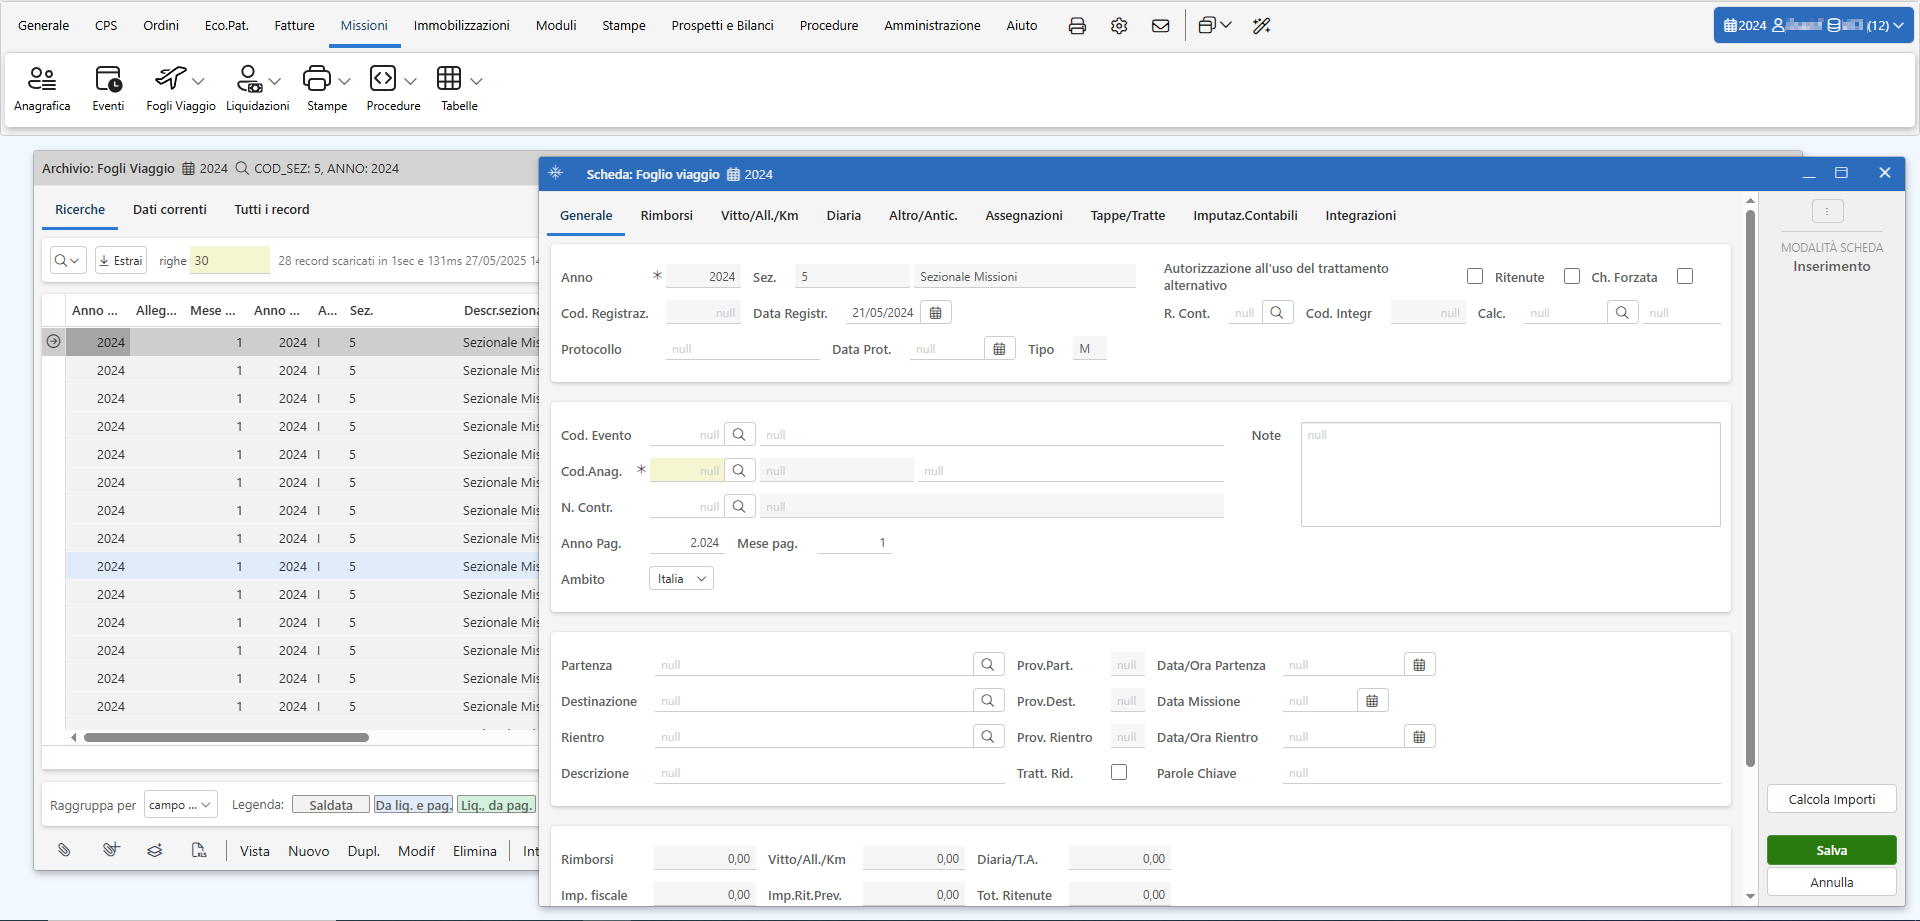 Generale CPS Ordini Eco.Pat. Fatture Missioni Immobilizzazioni Moduli Stampe Prospetti e Bilanci Procedure Amministrazione Aiuto 2024 (12)
Anagrafica Eventi Fogli Viaggio Liquidazioni Stampe Procedure Tabelle
Archivio: Fogli Viaggio 2024 COD_SEZ: 5, ANNO: 2024
Ricerche Dati correnti Tutti i record
Estrai righe 30 28 record scaricati in 1sec e 131ms 27/05/2025
Anno ... Alleg... Mese ... Anno ... A... Sez. Descr.seziona
2024 1 2024 I 5 Sezionale Mis
2024 1 2024 I 5 Sezionale Mis
2024 1 2024 I 5 Sezionale Mis
2024 1 2024 I 5 Sezionale Mis
2024 1 2024 I 5 Sezionale Mis
2024 1 2024 I 5 Sezionale Mis
2024 1 2024 I 5 Sezionale Mis
2024 1 2024 I 5 Sezionale Mis
2024 1 2024 I 5 Sezionale Mis
2024 1 2024 I 5 Sezionale Mis
2024 1 2024 I 5 Sezionale Mis
2024 1 2024 I 5 Sezionale Mis
2024 1 2024 I 5 Sezionale Mis
2024 1 2024 I 5 Sezionale Mis
Raggruppa per campo ... Legenda: Saldata Da liq. e pag. Liq., da pag.
XLS Vista Nuovo Dupl. Modif Elimina Int
Scheda: Foglio viaggio 2024
Generale Rimborsi Vitto/All./Km Diaria Altro/Antic. Assegnazioni Tappe/Tratte Imputaz.Contabili Integrazioni
Anno * 2024 Sez. 5 Sezionale Missioni Autorizzazione all'uso del trattamento
alternativo Ritenute Ch. Forzata
Cod. Registraz. null Data Registr. 21/05/2024 R. Cont. null Cod. Integr null Calc. null null
Protocollo null Data Prot. null Tipo M
Cod. Evento null null Note null
Cod.Anag. * null null null
N. Contr. null null
Anno Pag. 2.024 Mese pag. 1
Ambito Italia
Partenza null Prov.Part. null Data/Ora Partenza null
Destinazione null Prov.Dest. null Data Missione null
Rientro null Prov. Rientro null Data/Ora Rientro null
Descrizione null Tratt. Rid. Parole Chiave null
Rimborsi 0,00 Vitto/All./Km 0,00 Diaria/T.A. 0,00
Imp. fiscale 0,00 Imp.Rit.Prev. 0,00 Tot. Ritenute 0,00
MODALITÀ SCHEDA
Inserimento
Calcola Importi
Salva
Annulla